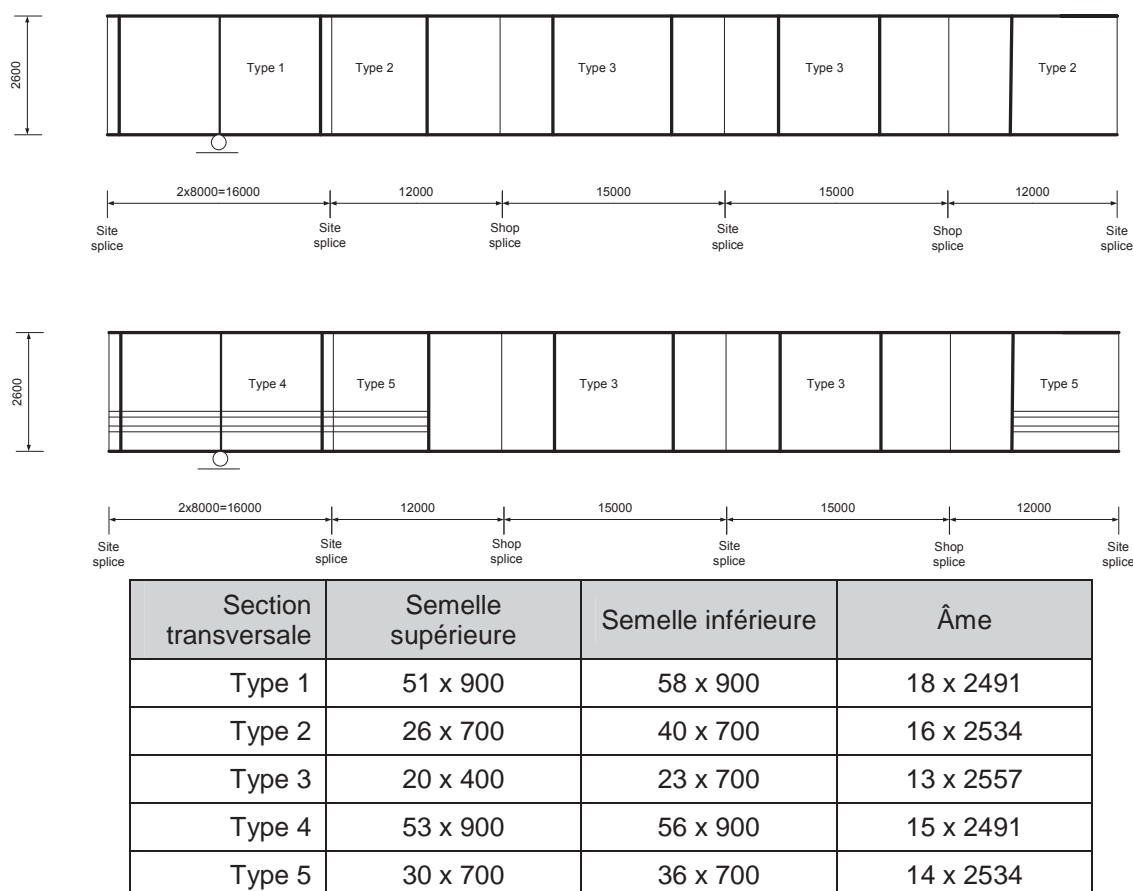 2600
Type 1 Type 2 Type 3 Type 3 Type 2
2x8000=16000 12000 15000 15000 12000
Site splice Site splice Shop splice Site splice Shop splice Site splice
2600
Type 4 Type 5 Type 3 Type 3 Type 5
2x8000=16000 12000 15000 15000 12000
Site splice Site splice Shop splice Site splice Shop splice Site splice
Section transversale Semelle supérieure Semelle inférieure Âme
Type 1 51 x 900 58 x 900 18 x 2491
Type 2 26 x 700 40 x 700 16 x 2534
Type 3 20 x 400 23 x 700 13 x 2557
Type 4 53 x 900 56 x 900 15 x 2491
Type 5 30 x 700 36 x 700 14 x 2534